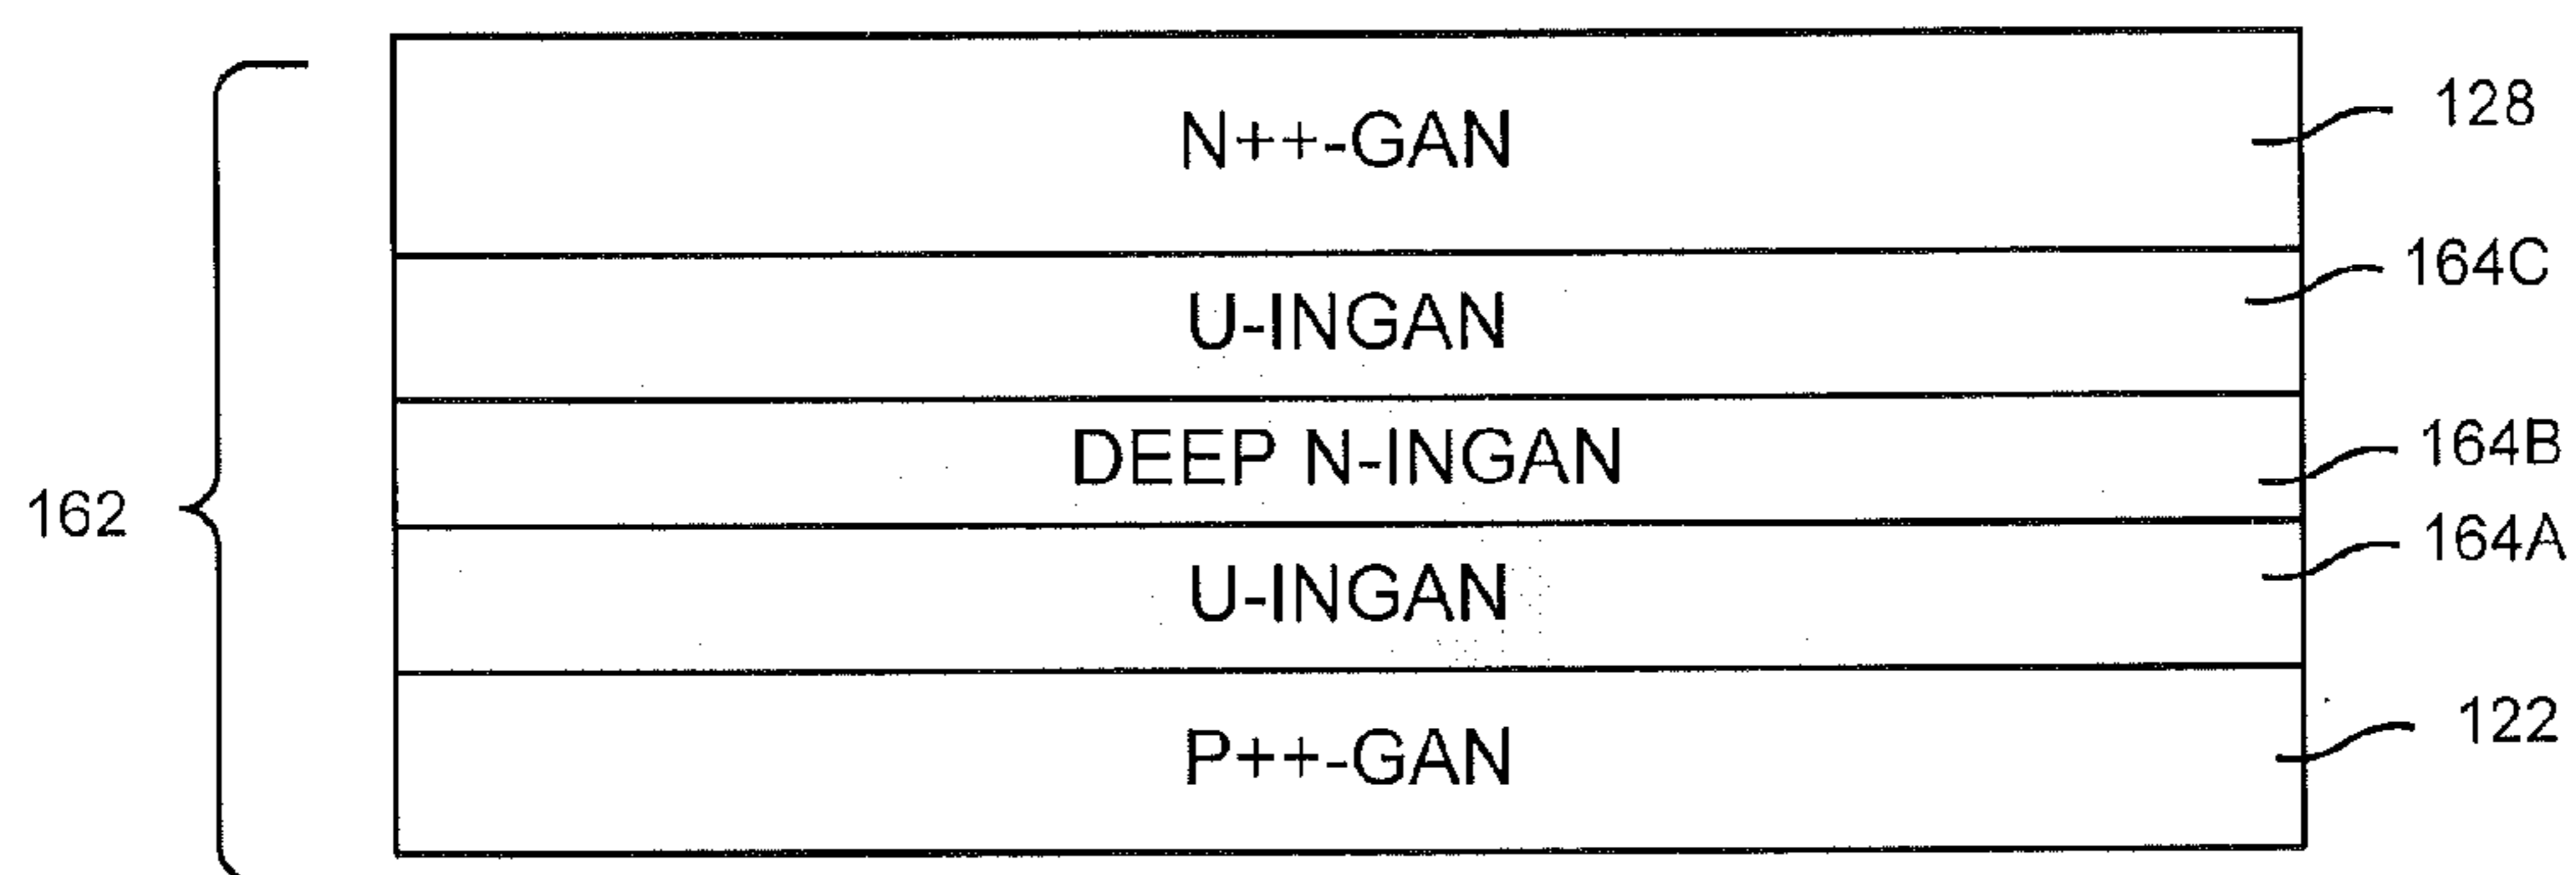 N++-GAN
128
U-INGAN
164C
DEEP N-INGAN
164B
162
U-INGAN
164A
P++-GAN
122